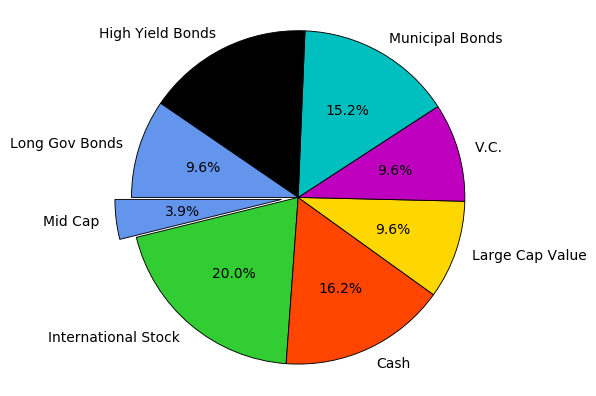 High Yield Bonds
Municipal Bonds
15.2%
Long Gov Bonds
9.6%
V.C.
9.6%
Mid Cap
3.9%
Large Cap Value
9.6%
International Stock
20.0%
Cash
16.2%